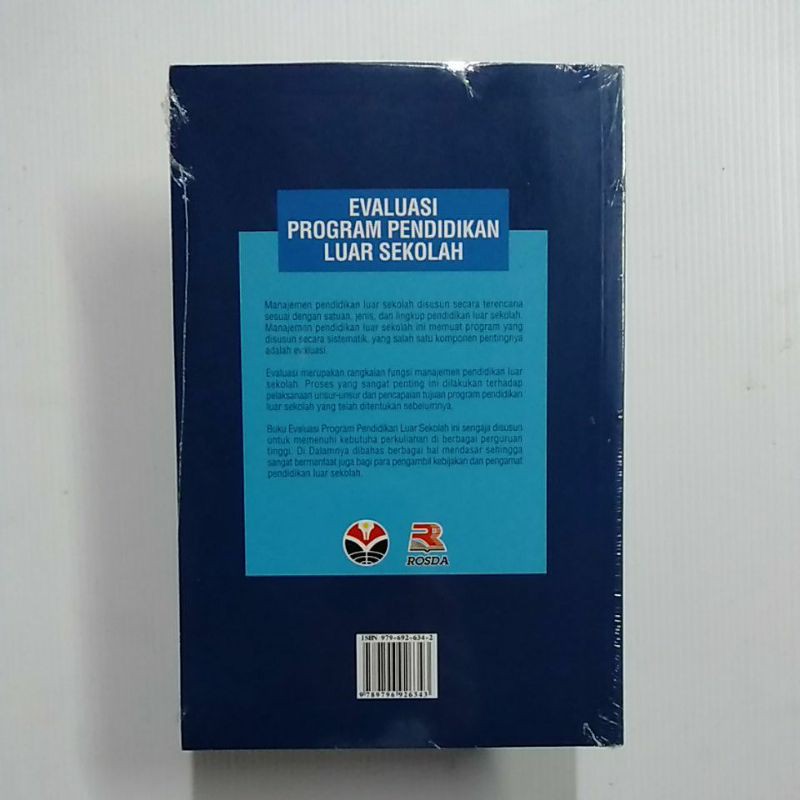 EVALUASI
PROGRAM PENDIDIKAN
LUAR SEKOLAH
Manajemen pendidikan luar sekolah disusun secara terencana
sesuai dengan satuan, jenis, dan lingkup pendidikan luar sekolah.
Manajeman pendidikan luar sekolah ini memuat program yang
disusun secara sistematik, yang salah satu komponen pentingnya
adalah evaluasi.
Evaluasi merupakan rangkaian fungsi manajemen pendidikan luar
sekolah. Proses yang sangat penting ini dilakukan terhadap
pelaksanaan unsur-unsur dan pencapaian tujuan program pendidikan
luar sekolah yang telah ditentukan sebelumnya.
Buku Evaluasi Program Pendidikan Luar Sekolah ini sengaja disusun
untuk memenuhi kebutuha perkuliahan di berbagai perguruan
tinggi. Di Dalamnya dibahas berbagai hal mendasar sehingga
sangat bermanfaat juga bagi para pengambil kebijakan dan pengamat
pendidikan luar sekolah.
ROSDA
ISBN 979-692-634-2
9 789796 926343